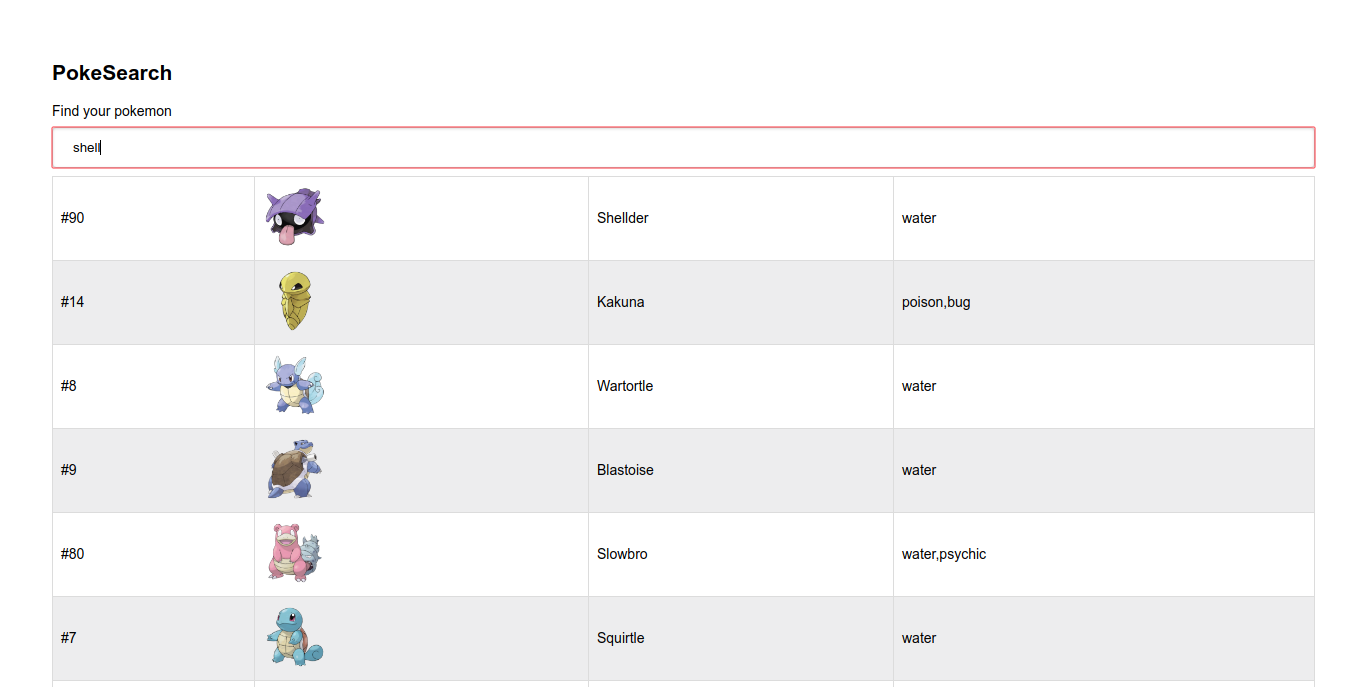 PokeSearch
Find your pokemon
shell
#90 Shellder water
#14 Kakuna poison,bug
#8 Wartortle water
#9 Blastoise water
#80 Slowbro water,psychic
#7 Squirtle water